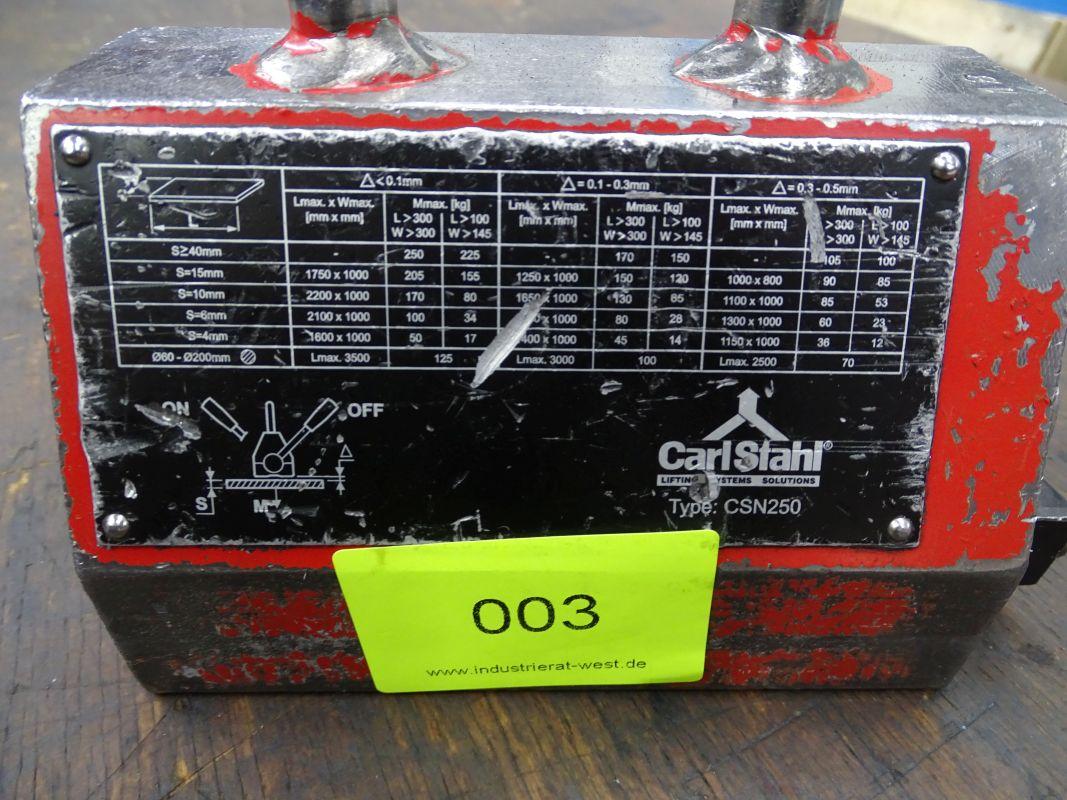 Δ<0.1mm Δ=0.1 - 0.3mm Δ=0.3 - 0.5mm
Lmax. x Wmax. Mmax. [kg] Lmax. x Wmax. Mmax. [kg] Lmax. x Wmax. Mmax. [kg]
[mm x mm] L>300 L>100 [mm x mm] L>300 L>100 [mm x mm] >300 L>100
W>300 W>145 W>300 W>145 >300 W>145
S≥40mm - 250 225 - 170 150 - 105 100
S=15mm 1750 x 1000 205 155 1250 x 1000 150 120 1000 x 800 90 85
S=10mm 2200 x 1000 170 80 1650 x 1000 130 65 1100 x 1000 85 53
S=6mm 2100 x 1000 100 34 x 1000 80 28 1300 x 1000 60 23
S=4mm 1600 x 1000 50 17 400 x 1000 45 14 1150 x 1000 36 12
Ø60 - Ø200mm Lmax. 3500 125 Lmax. 3000 100 Lmax. 2500 70
ON OFF
Δ
S M
CarlStahl®
LIFTING SYSTEMS SOLUTIONS
Type: CSN250
003
www.industrierat-west.de